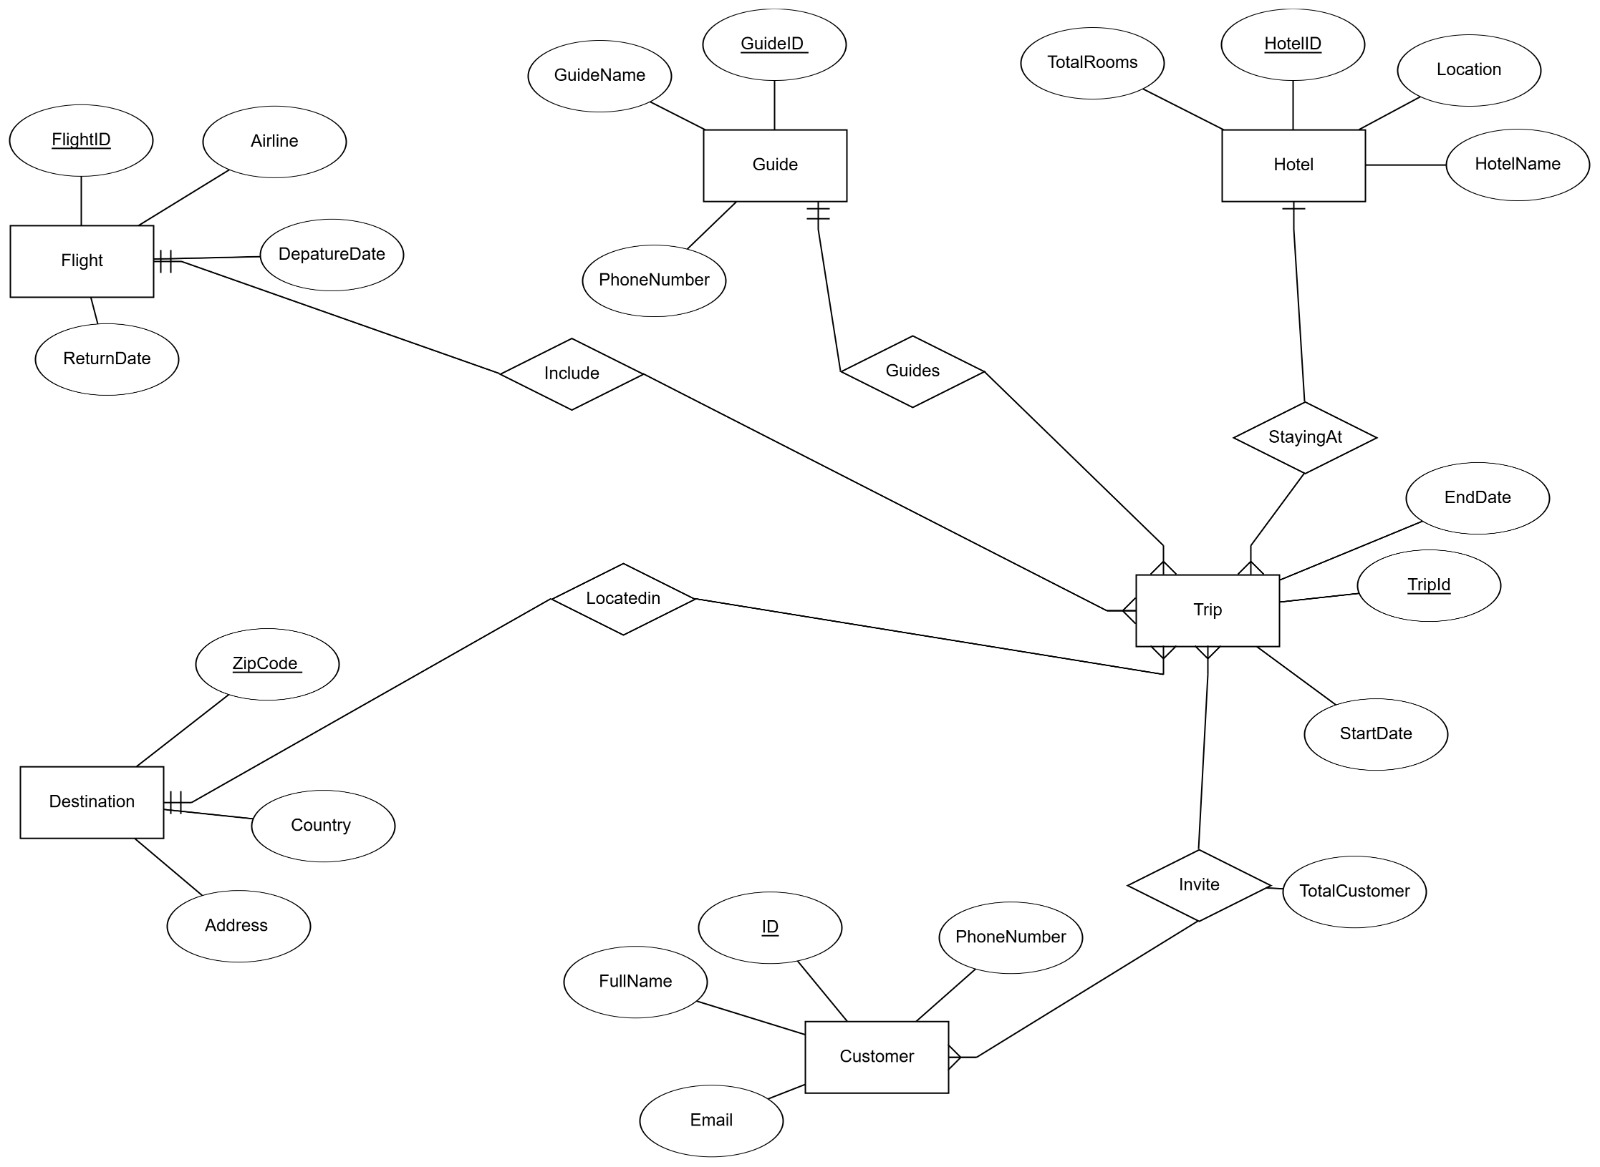 GuideID
HotelID
TotalRooms
Location
GuideName
FlightID
Airline
Guide
Hotel
HotelName
DepatureDate
Flight
PhoneNumber
ReturnDate
Include
Guides
StayingAt
EndDate
TripId
Locatedin
Trip
ZipCode
StartDate
Destination
Country
Invite
TotalCustomer
Address
ID
PhoneNumber
FullName
Customer
Email